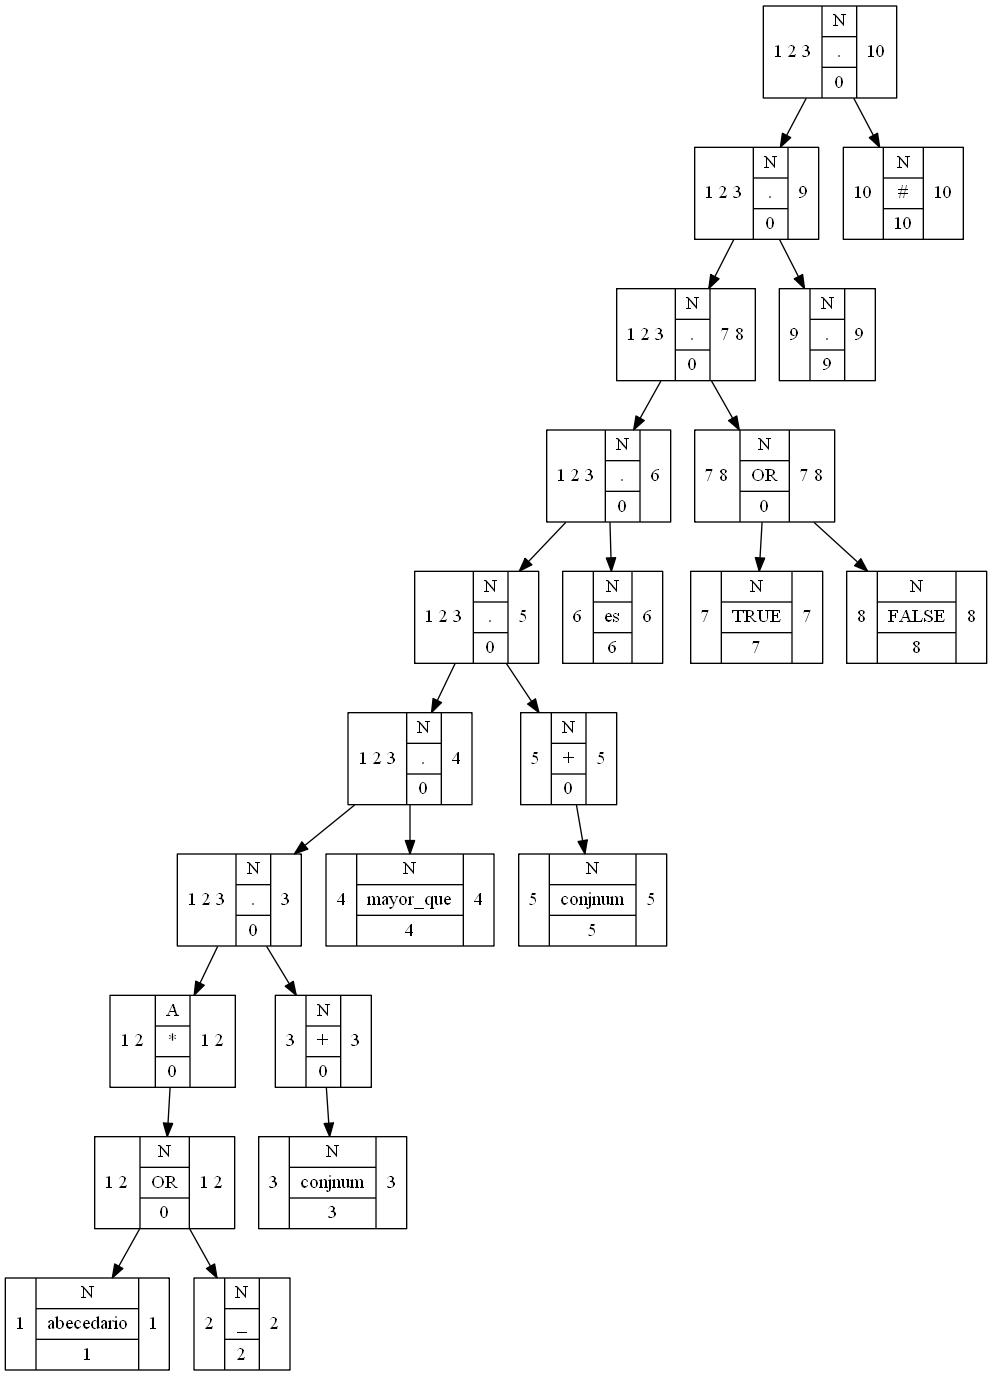 N
1 2 3 . 10
0
N N
1 2 3 . 9 10 # 10
0 10
N N
1 2 3 . 7 8 9 . 9
0 9
N N
1 2 3 . 6 7 8 OR 7 8
0 0
N N N N
1 2 3 . 5 6 es 6 7 TRUE 7 8 FALSE 8
0 6 7 8
N N
1 2 3 . 4 5 + 5
0 0
N N N
1 2 3 . 3 4 mayor_que 4 5 conjnum 5
0 4 5
A N
1 2 * 1 2 3 + 3
0 0
N N
1 2 OR 1 2 3 conjnum 3
0 3
N N
1 abecedario 1 2 _ 2
1 2